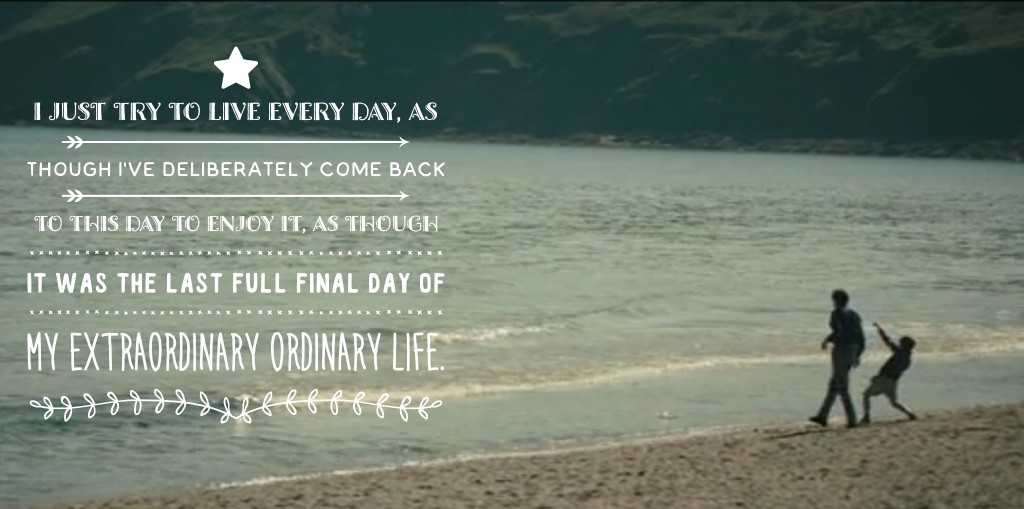 I JUST TRY TO LIVE EVERY DAY, AS
THOUGH I'VE DELIBERATELY COME BACK
TO THIS DAY TO ENJOY IT, AS THOUGH
IT WAS THE LAST FULL FINAL DAY OF
MY EXTRAORDINARY ORDINARY LIFE.